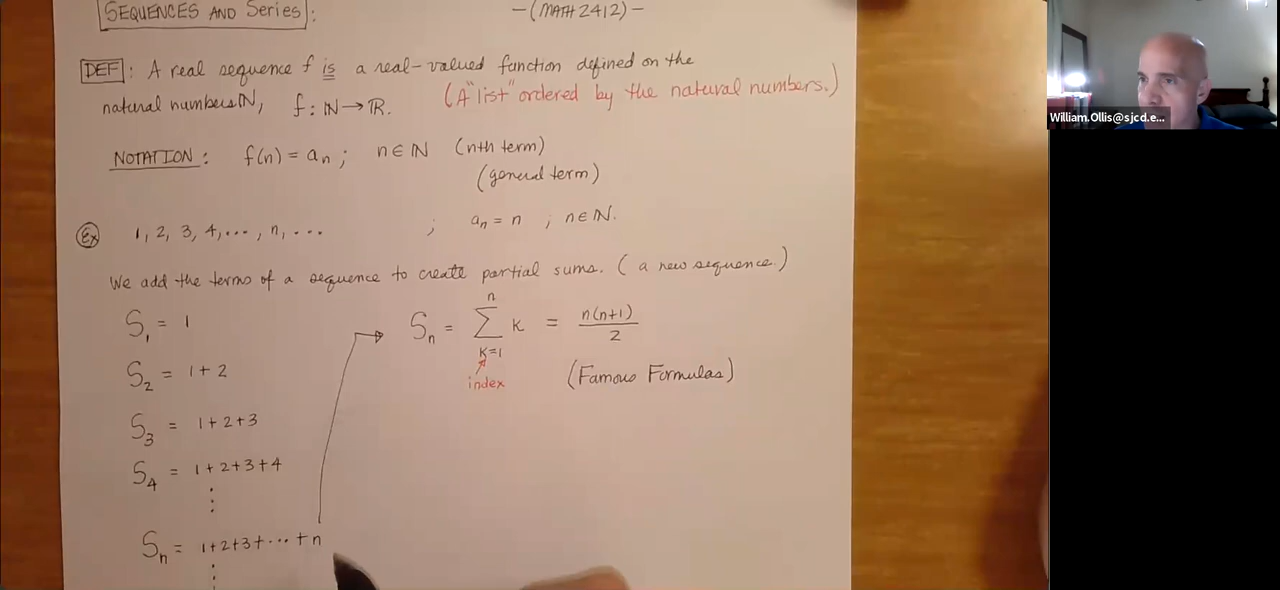 SEQUENCES AND Series:
-(MATH 2412)-
DEF: A real sequence f is a real-valued function defined on the
natural numbers ℕ, f: ℕ → ℝ. (A "list" ordered by the natural numbers.)
NOTATION: f(n) = aₙ ; n ∈ ℕ (nth term)
(general term)
Ex 1, 2, 3, 4, ..., n, ... ; aₙ = n ; n ∈ ℕ.
We add the terms of a sequence to create partial sums. (a new sequence.)
S₁ = 1
Sₙ = ∑ₖ₌₁ⁿ k = n(n+1)/2
index
(Famous Formulas)
S₂ = 1+2
S₃ = 1+2+3
S₄ = 1+2+3+4
⋮
Sₙ = 1+2+3+...+n
⋮
William.Ollis@sjcd.e...